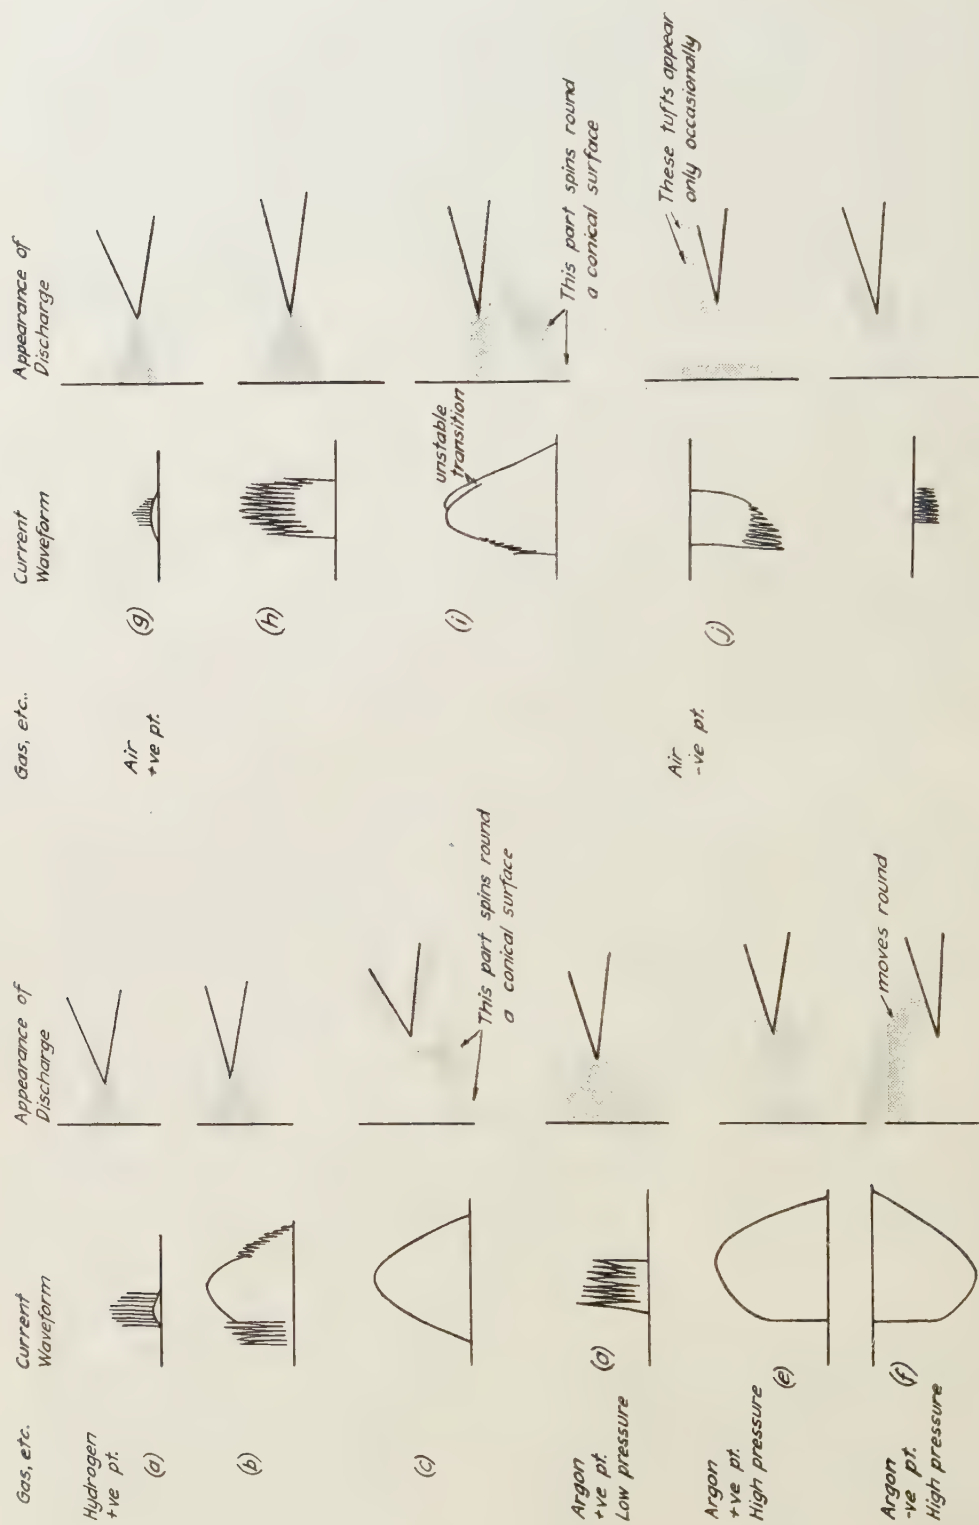 Gas, etc.
Current
Waveform
Appearance of
Discharge
Hydrogen
+ve pt.
(a)
(b)
(c)
This part spins round
a conical surface
Argon
+ve pt.
Low pressure
(d)
Argon
+ve pt.
High pressure
(e)
Argon
-ve pt.
High pressure
(f)
moves round
Gas, etc..
Current
Waveform
Appearance of
Discharge
Air
+ve pt.
(g)
(h)
(i)
unstable
transition
This part spins round
a conical surface
Air
-ve pt.
(j)
These tufts appear
only occasionally